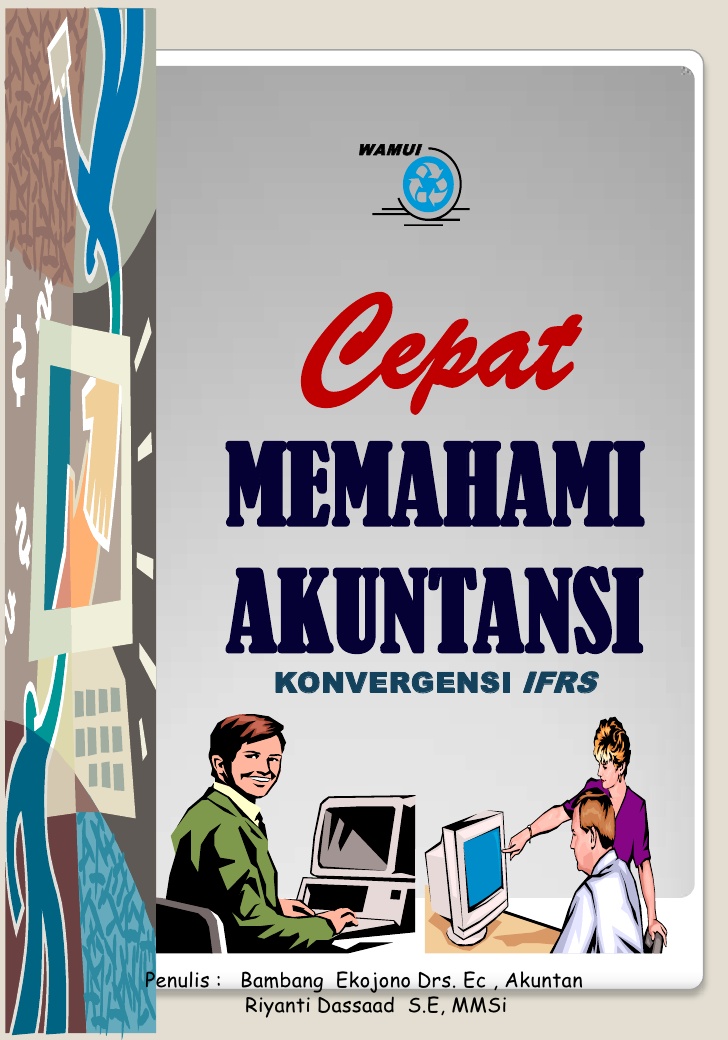 WAMUI
Cepat
MEMAHAMI
AKUNTANSI
KONVERGENSI IFRS
Penulis : Bambang Ekojono Drs. Ec , Akuntan
Riyanti Dassaad S.E, MMSi